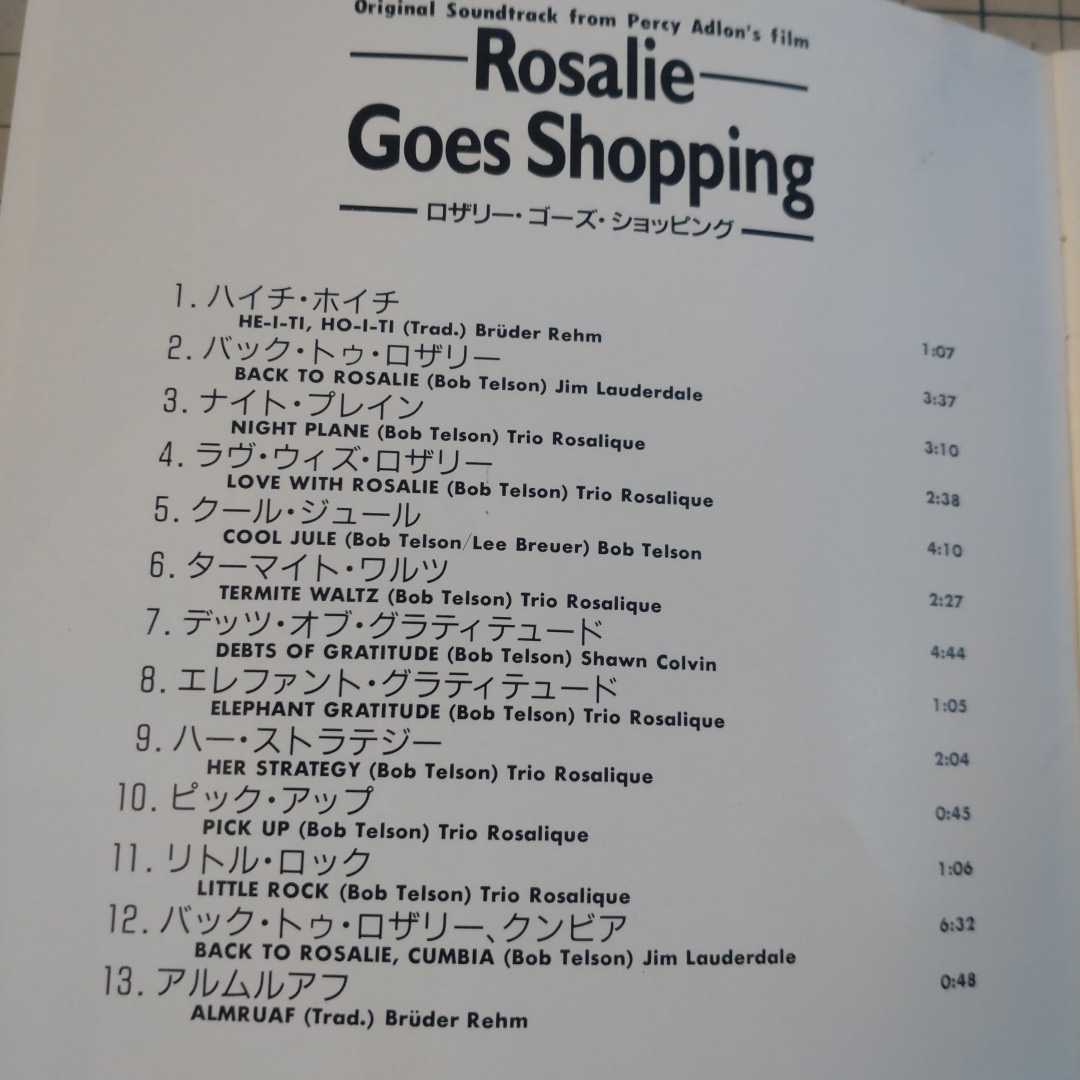 Original Soundtrack from Percy Adlon's film
Rosalie
Goes Shopping
ロザリー・ゴーズ・ショッピング
1. ハイチ・ホイチ
HE-I-TI, HO-I-TI (Trad.) Brüder Rehm 1:07
2. バック・トゥ・ロザリー
BACK TO ROSALIE (Bob Telson) Jim Lauderdale 3:37
3. ナイト・プレイン
NIGHT PLANE (Bob Telson) Trio Rosalique 3:10
4. ラヴ・ウィズ・ロザリー
LOVE WITH ROSALIE (Bob Telson) Trio Rosalique 2:38
5. クール・ジュール
COOL JULE (Bob Telson/Lee Breuer) Bob Telson 4:10
6. ターマイト・ワルツ
TERMITE WALTZ (Bob Telson) Trio Rosalique 2:27
7. デッツ・オブ・グラティテュード
DEBTS OF GRATITUDE (Bob Telson) Shawn Colvin 4:44
8. エレファント・グラティテュード
ELEPHANT GRATITUDE (Bob Telson) Trio Rosalique 1:05
9. ハー・ストラテジー
HER STRATEGY (Bob Telson) Trio Rosalique 2:04
10. ピック・アップ
PICK UP (Bob Telson) Trio Rosalique 0:45
11. リトル・ロック
LITTLE ROCK (Bob Telson) Trio Rosalique 1:06
12. バック・トゥ・ロザリー、クンビア
BACK TO ROSALIE, CUMBIA (Bob Telson) Jim Lauderdale 6:32
13. アルムルアフ
ALMRUAF (Trad.) Brüder Rehm 0:48